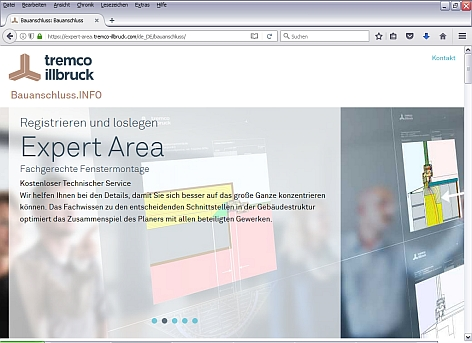 Datei Bearbeiten Ansicht Chronik Lesezeichen Extras Hilfe
Bauanschluss: Bauanschluss
https://expert-area.tremco-illbruck.com/de_DE/bauanschluss/
Suchen
tremco
illbruck
Kontakt
Bauanschluss.INFO
Registrieren und loslegen
Expert Area
Fachgerechte Fenstermontage
Kostenloser Technischer Service
Wir helfen Ihnen bei den Details, damit Sie sich besser auf das große Ganze konzentrieren
können. Das Fachwissen zu den entscheidenden Schnittstellen in der Gebäudestruktur
optimiert das Zusammenspiel des Planers mit allen beteiligten Gewerken.